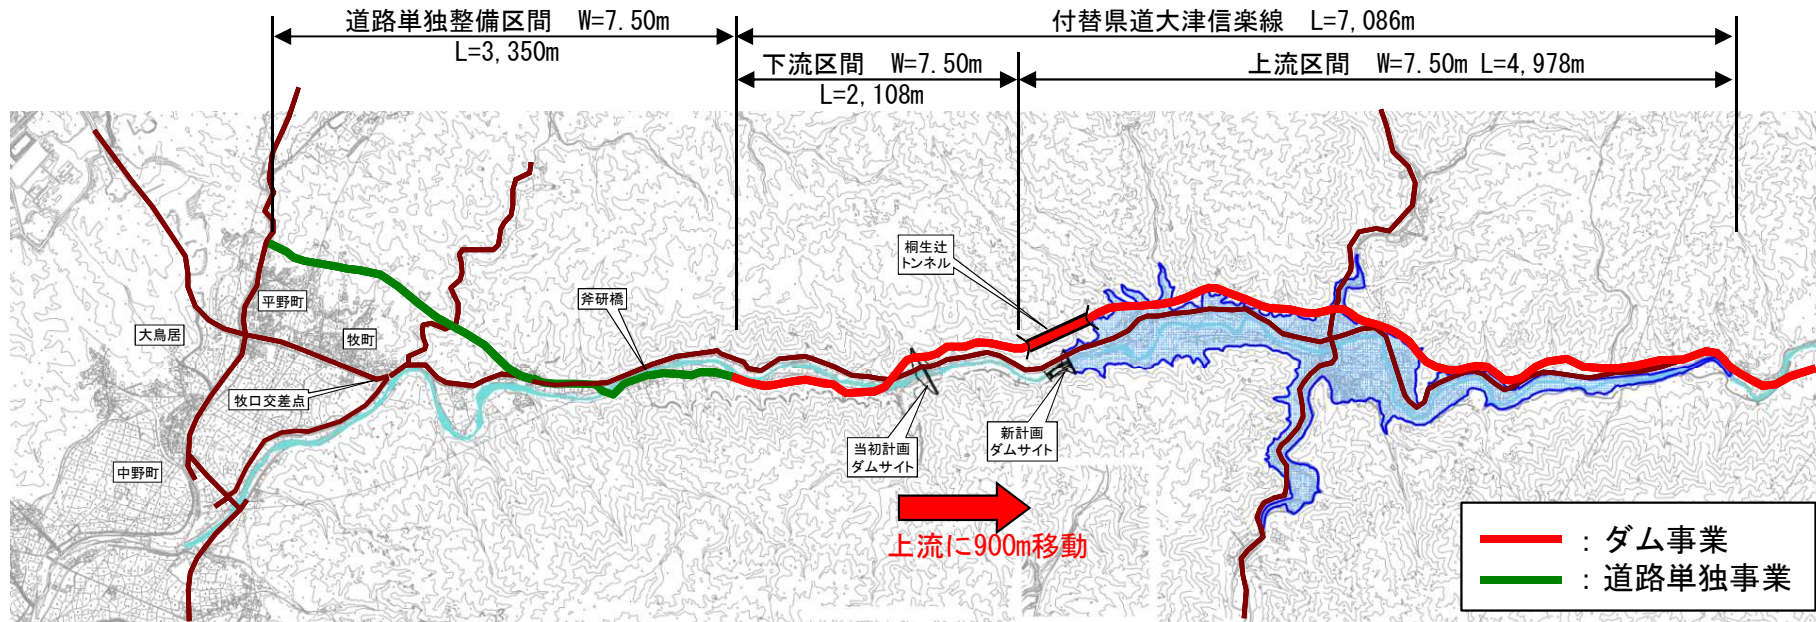 道路単独整備区間　W=7.50m
L=3,350m
付替県道大津信楽線　L=7,086m
下流区間　W=7.50m
L=2,108m
上流区間　W=7.50m L=4,978m
桐生辻
トンネル
平野町
斧研橋
大鳥居
牧町
牧口交差点
中野町
当初計画
ダムサイト
新計画
ダムサイト
上流に900m移動
：ダム事業
：道路単独事業